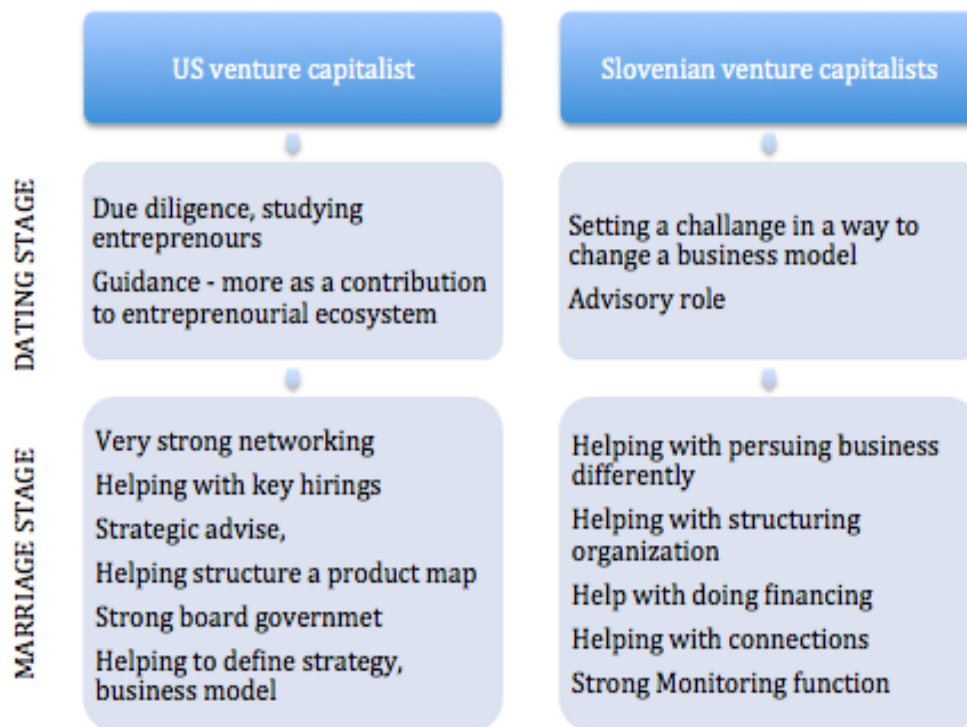 US venture capitalist
Slovenian venture capitalists
DATING STAGE
Due diligence, studying
entreprenours
Guidance - more as a contribution
to entreprenourial ecosystem
Setting a challange in a way to
change a business model
Advisory role
MARRIAGE STAGE
Very strong networking
Helping with key hirings
Strategic advise,
Helping structure a product map
Strong board governmet
Helping to define strategy,
business model
Helping with persuing business
differently
Helping with structuring
organization
Help with doing financing
Helping with connections
Strong Monitoring function